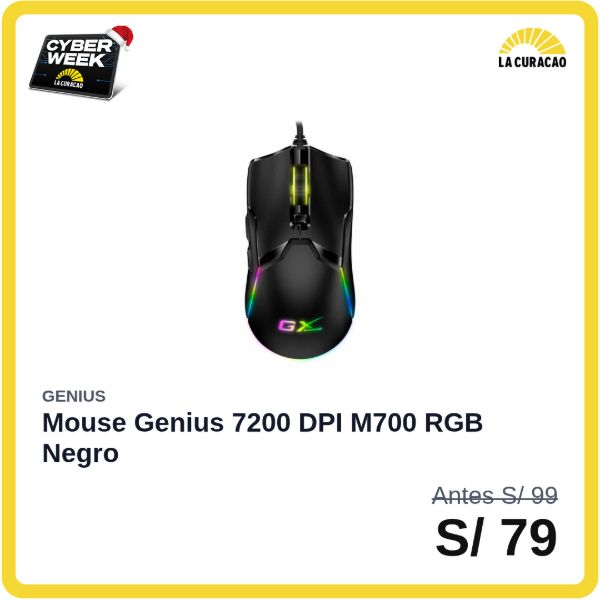 CYBER
WEEK
LA CURACAO
LA CURACAO
GX
GENIUS
Mouse Genius 7200 DPI M700 RGB
Negro
Antes S/ 99
S/ 79